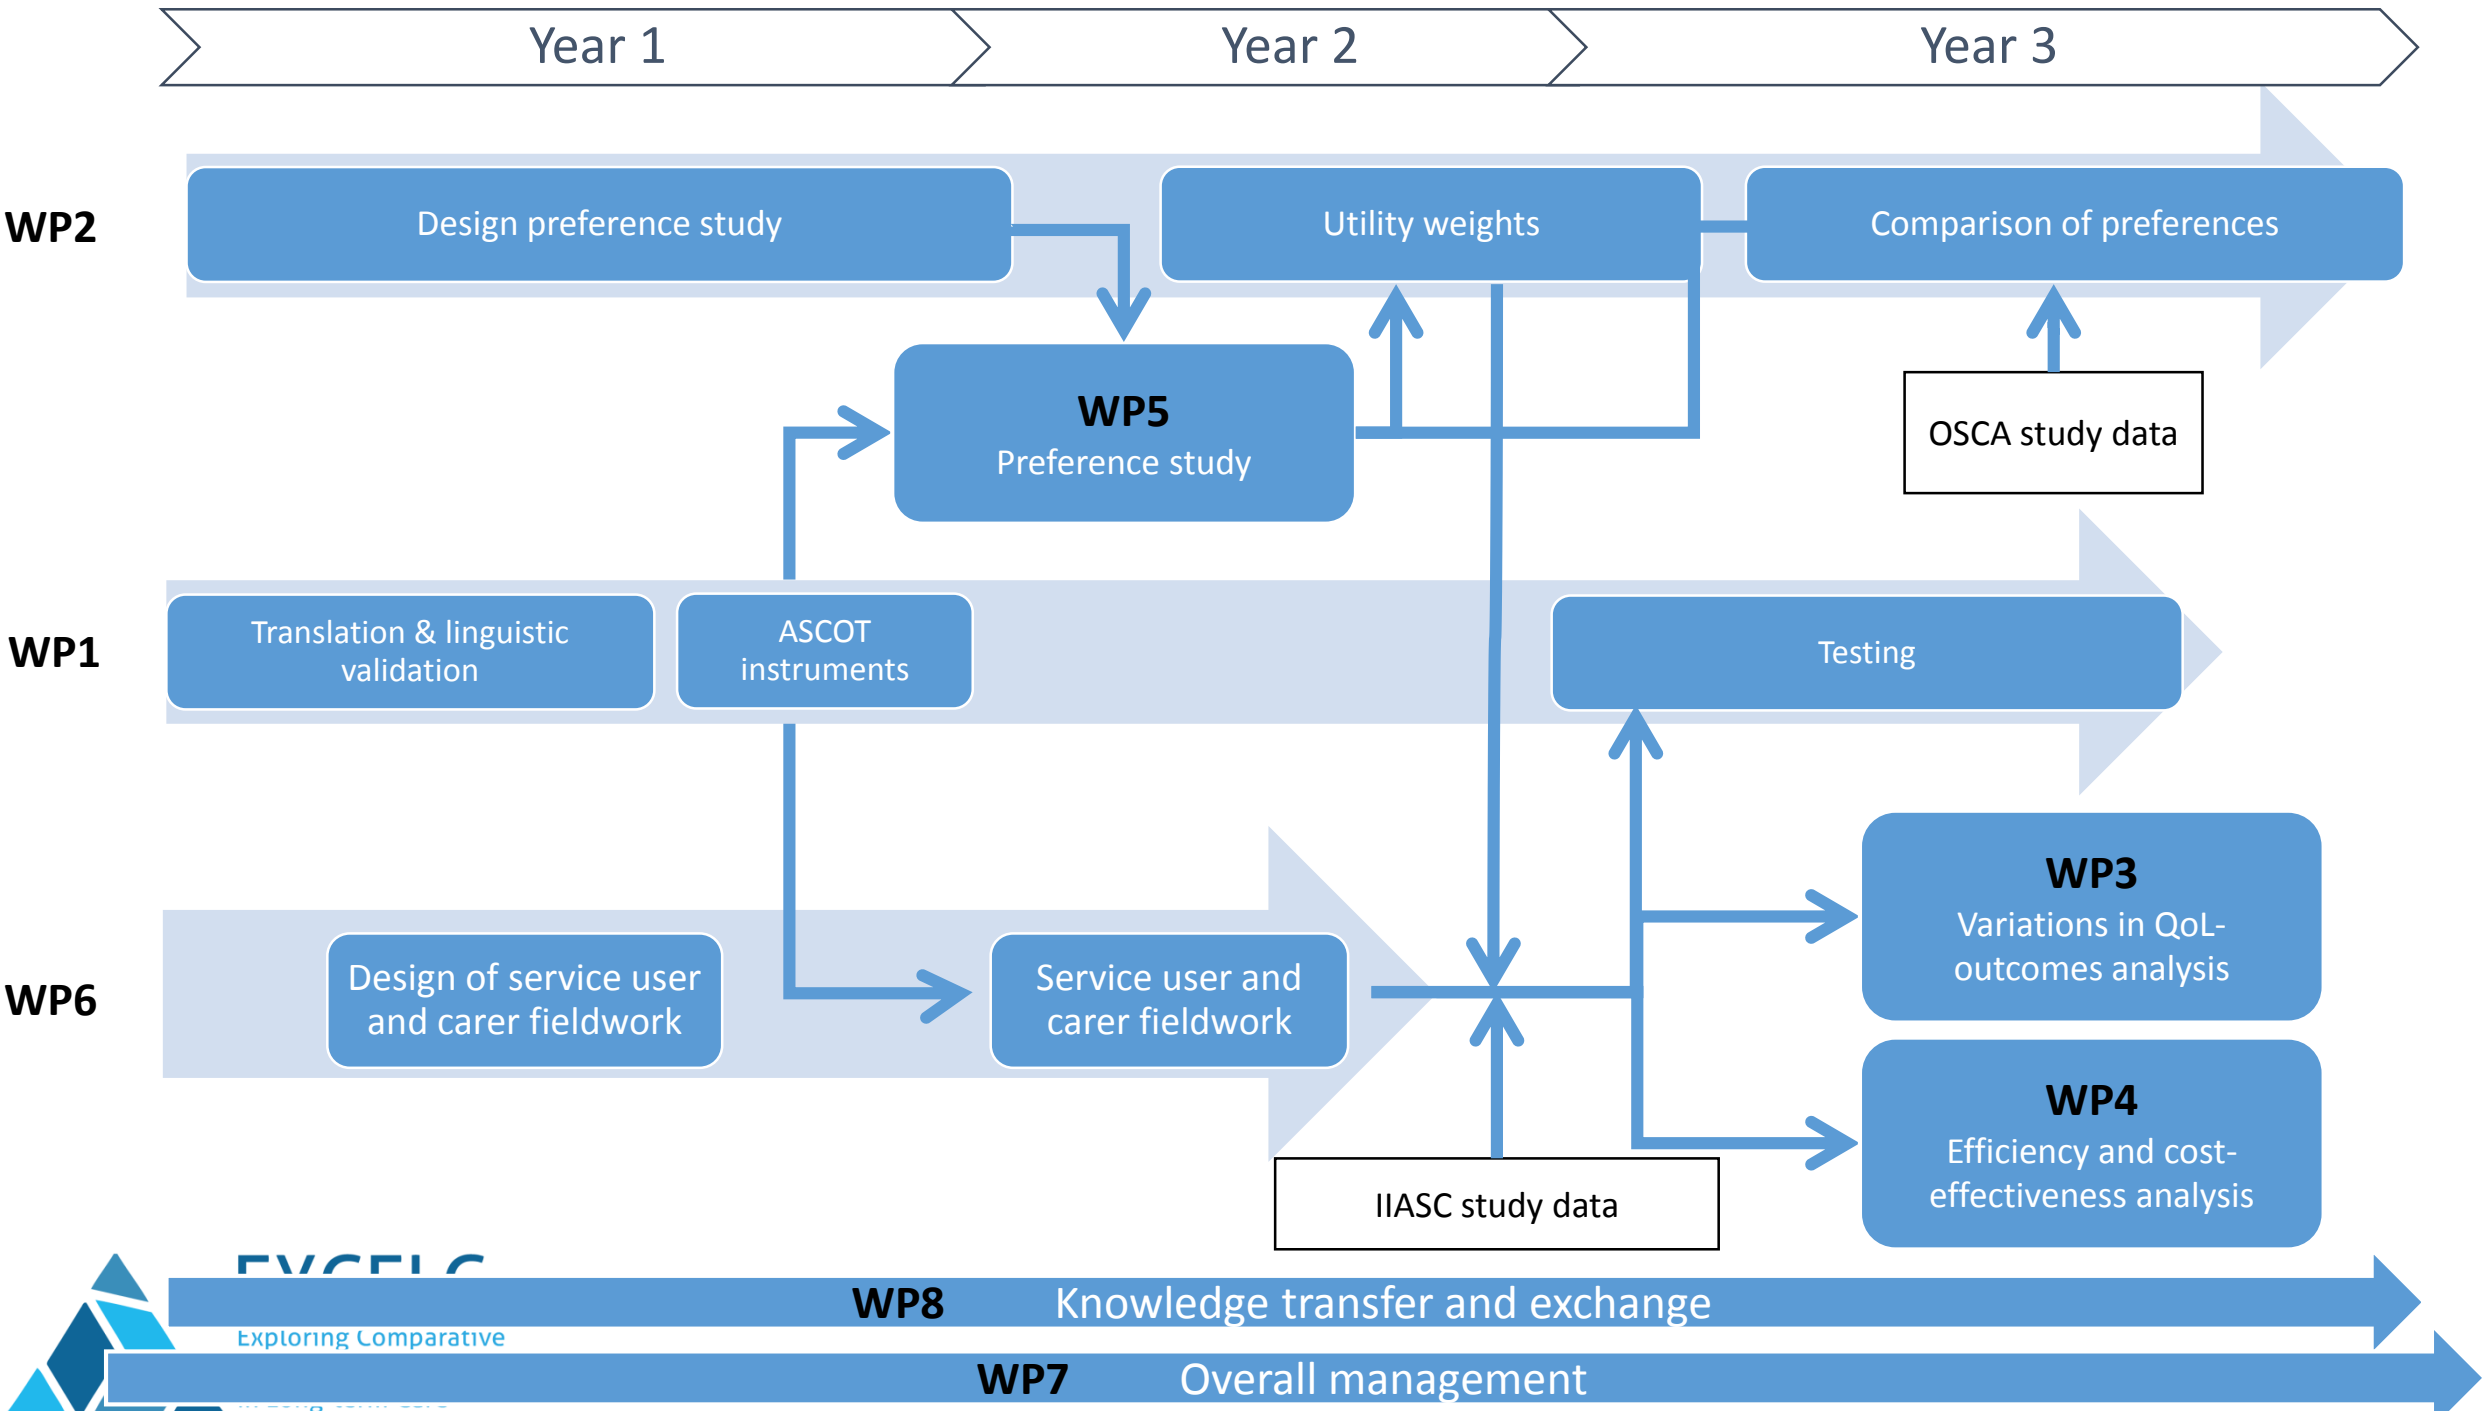 Year 1
Year 2
Year 3
WP2
Design preference study
Utility weights
Comparison of preferences
WP5
Preference study
OSCA study data
WP1
Translation & linguistic
validation
ASCOT
instruments
Testing
WP6
Design of service user
and carer fieldwork
Service user and
carer fieldwork
WP3
Variations in QoL-
outcomes analysis
WP4
Efficiency and cost-
effectiveness analysis
IIASC study data
WP8 Knowledge transfer and exchange
Exploring Comparative
WP7 Overall management